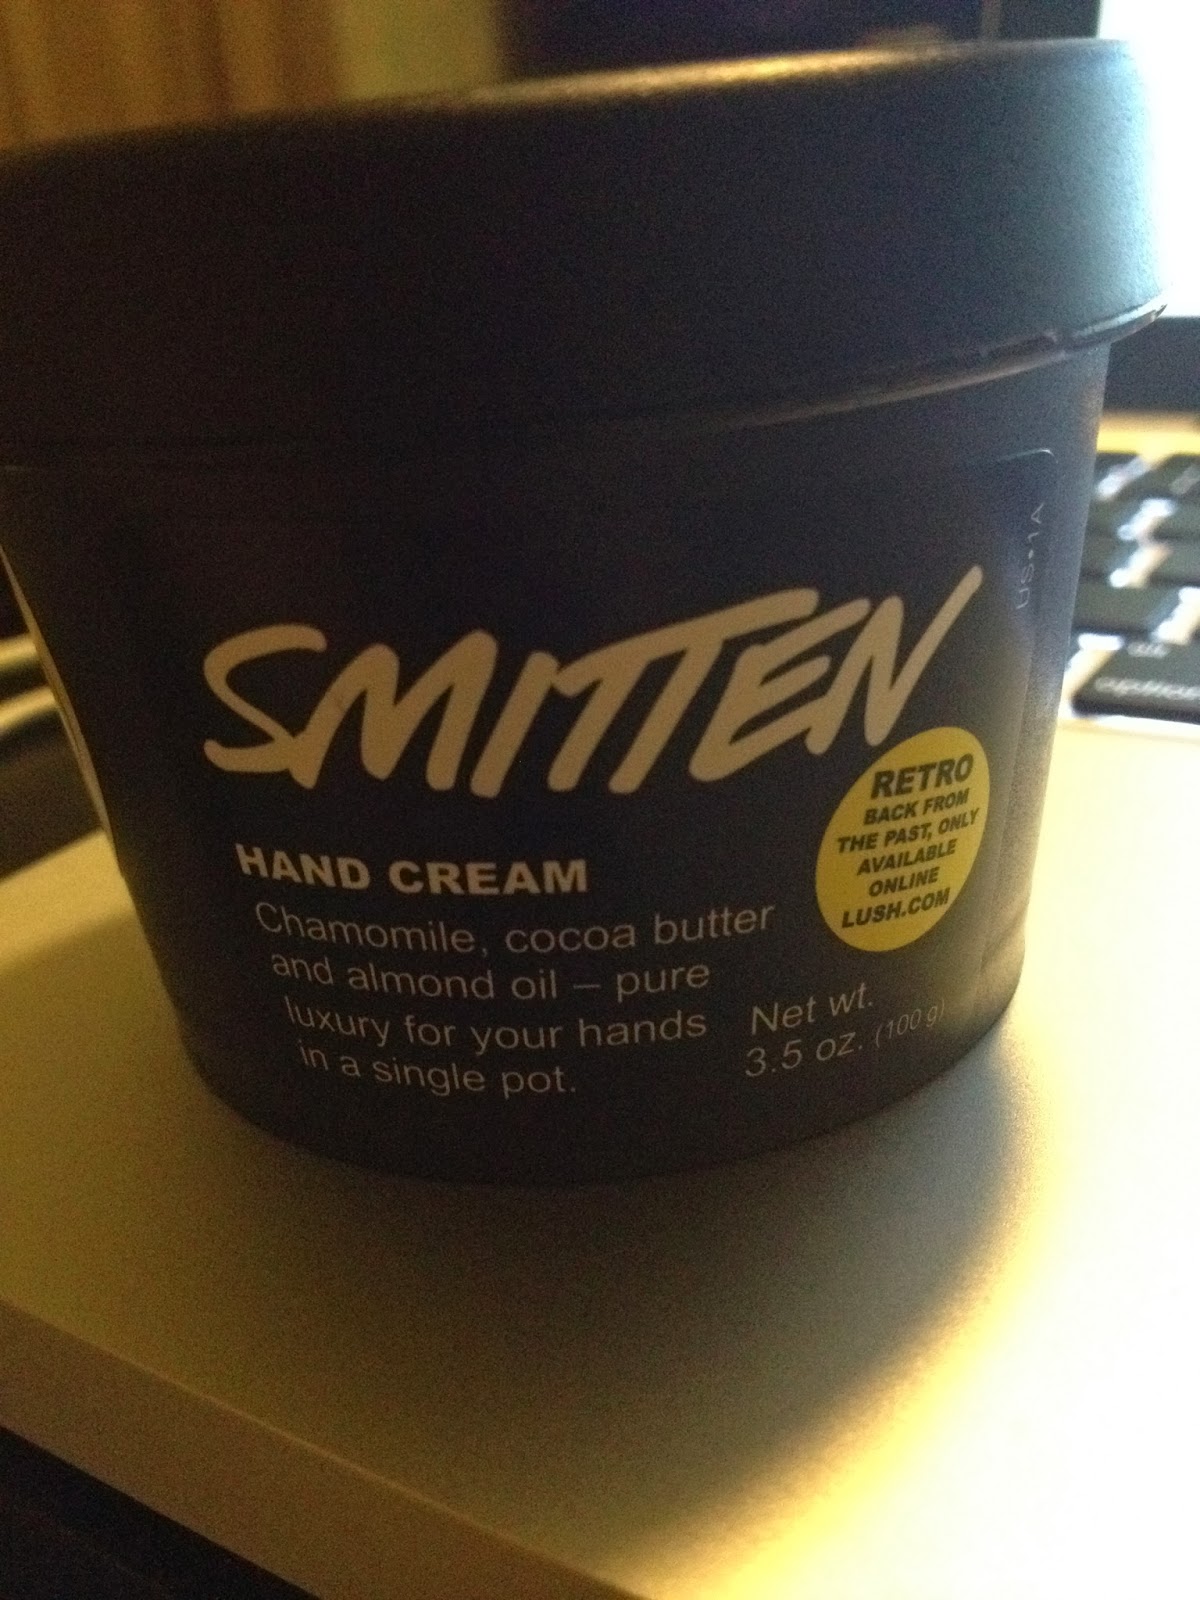 US-1A
SMITTEN
RETRO
BACK FROM
THE PAST, ONLY
AVAILABLE
ONLINE
LUSH.COM
HAND CREAM
Chamomile, cocoa butter
and almond oil – pure
luxury for your hands
in a single pot.
Net wt.
3.5 oz. (100 g)
option